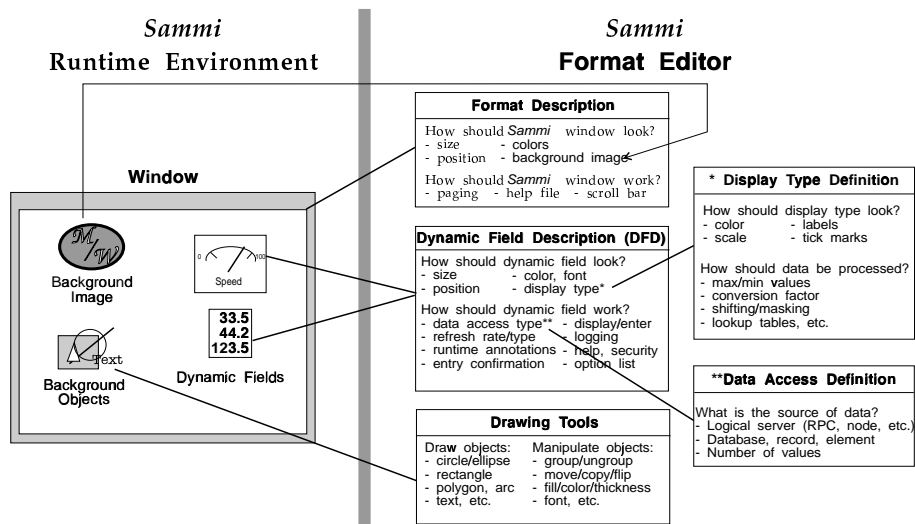 Sammi
Runtime Environment
Sammi
Format Editor
Window
M/W
Background
Image
0
100
Speed
33.5
44.2
123.5
Dynamic Fields
Text
Background
Objects
Format Description
How should Sammi window look?
- size - colors
- position - background image
How should Sammi window work?
- paging - help file - scroll bar
Dynamic Field Description (DFD)
How should dynamic field look?
- size - color, font
- position - display type*
How should dynamic field work?
- data access type** - display/enter
- refresh rate/type - logging
- runtime annotations - help, security
- entry confirmation - option list
Drawing Tools
Draw objects:
- circle/ellipse
- rectangle
- polygon, arc
- text, etc.
Manipulate objects:
- group/ungroup
- move/copy/flip
- fill/color/thickness
- font, etc.
* Display Type Definition
How should display type look?
- color - labels
- scale - tick marks
How should data be processed?
- max/min values
- conversion factor
- shifting/masking
- lookup tables, etc.
**Data Access Definition
What is the source of data?
- Logical server (RPC, node, etc.)
- Database, record, element
- Number of values